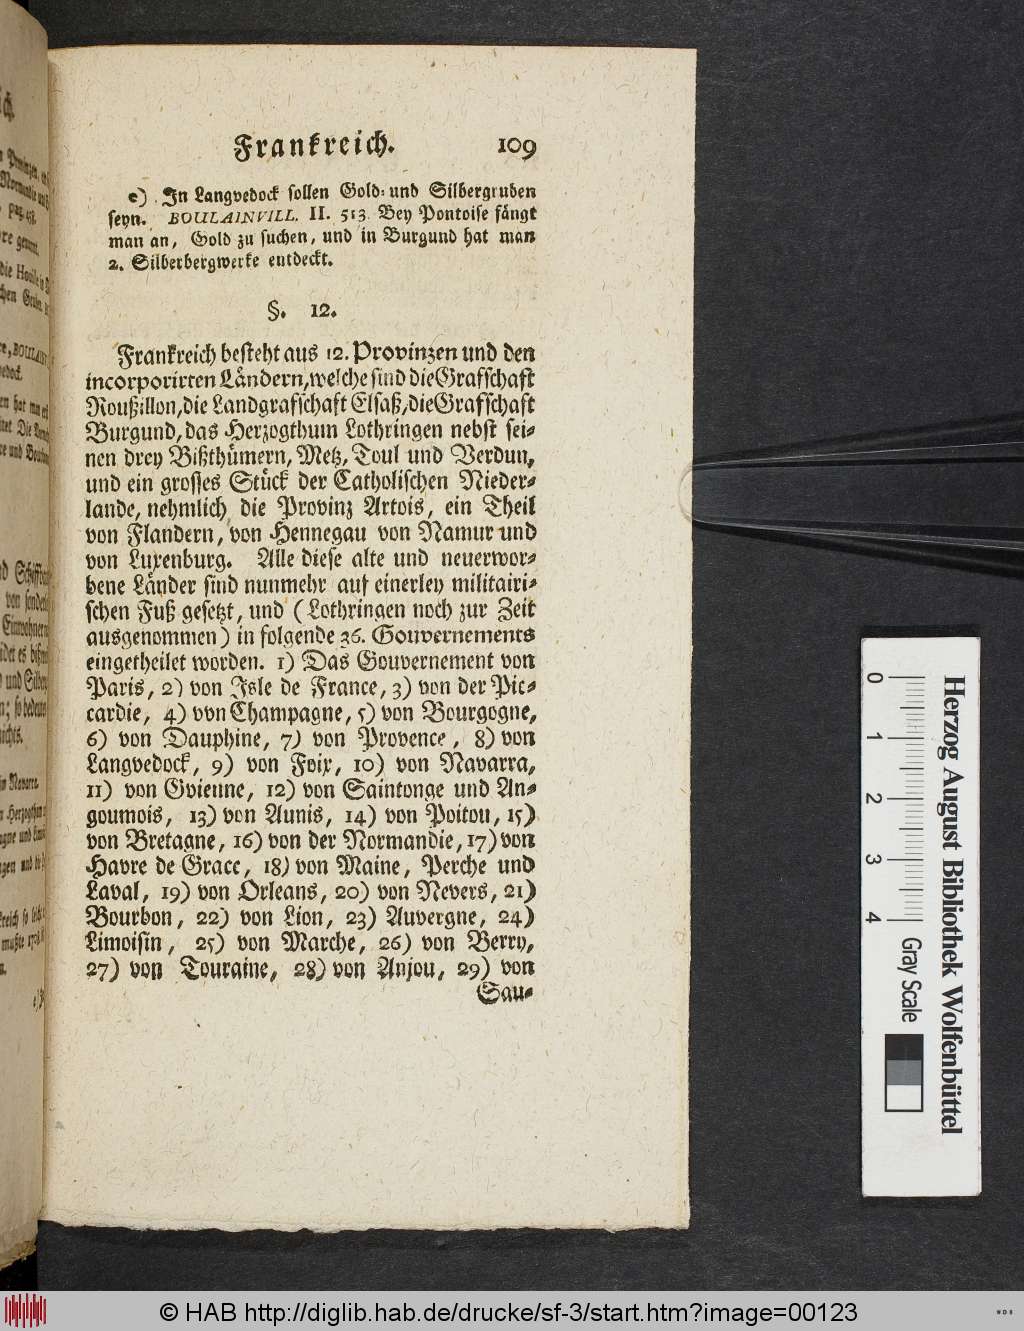 Frankreich. 109
e) In Langvedock sollen Gold- und Silbergruben
seyn. BOULAINVILL. II. 513. Bey Pontoise fängt
man an, Gold zu suchen, und in Burgund hat man
2. Silberbergwerke entdeckt.
§. 12.
Frankreich besteht aus 12. Provinzen und den
incorporirten Ländern, welche sind die Grafschaft
Roußillon, die Landgrafschaft Elsaß, die Grafschaft
Burgund, das Herzogthum Lothringen nebst sei-
nen drey Bißthümern, Metz, Toul und Verdun,
und ein grosses Stück der Catholischen Nieder-
lande, nehmlich die Provinz Artois, ein Theil
von Flandern, von Hennegau von Namur und
von Luxenburg. Alle diese alte und neuerwor-
bene Länder sind nunmehr auf einerley militairi-
schen Fuß gesetzt, und (Lothringen noch zur Zeit
ausgenommen) in folgende 36. Gouvernements
eingetheilet worden. 1) Das Gouvernement von
Paris, 2) von Isle de France, 3) von der Pic-
cardie, 4) von Champagne, 5) von Bourgogne,
6) von Dauphine, 7) von Provence, 8) von
Langvedock, 9) von Foix, 10) von Navarra,
11) von Gvienne, 12) von Saintonge und An-
goumois, 13) von Aunis, 14) von Poitou, 15)
von Bretagne, 16) von der Normandie, 17) von
Havre de Grace, 18) von Maine, Perche und
Laval, 19) von Orleans, 20) von Nevers, 21)
Bourbon, 22) von Lion, 23) Auvergne, 24)
Limoisin, 25) von Marche, 26) von Berry,
27) von Touraine, 28) von Anjou, 29) von
Sau-
0 1 2 3 4 Gray Scale
Herzog August Bibliothek Wolfenbüttel
© HAB http://diglib.hab.de/drucke/sf-3/start.htm?image=00123